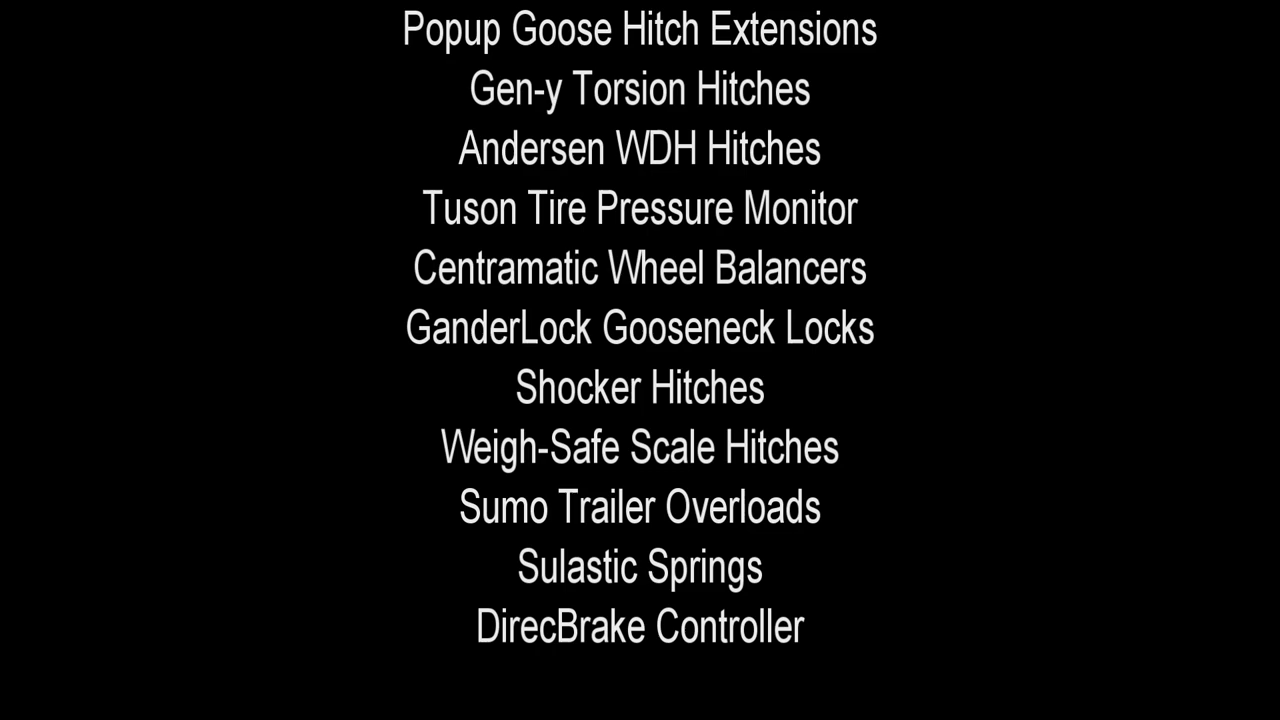 Popup Goose Hitch Extensions
Gen-y Torsion Hitches
Andersen WDH Hitches
Tuson Tire Pressure Monitor
Centramatic Wheel Balancers
GanderLock Gooseneck Locks
Shocker Hitches
Weigh-Safe Scale Hitches
Sumo Trailer Overloads
Sulastic Springs
DirecBrake Controller